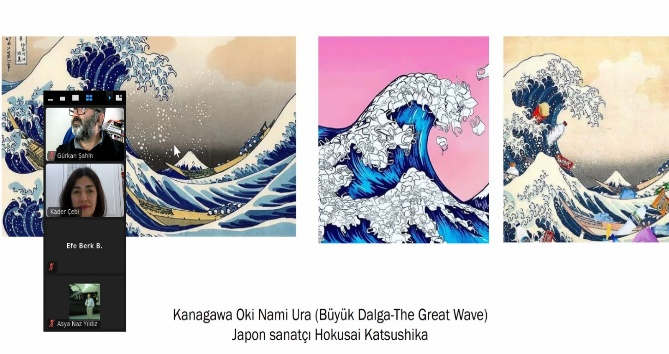 Gürkan Şahin
Kader Çebi
Efe Berk B.
Asya Naz Yıldız
Kanagawa Oki Nami Ura (Büyük Dalga-The Great Wave)
Japon sanatçı Hokusai Katsushika